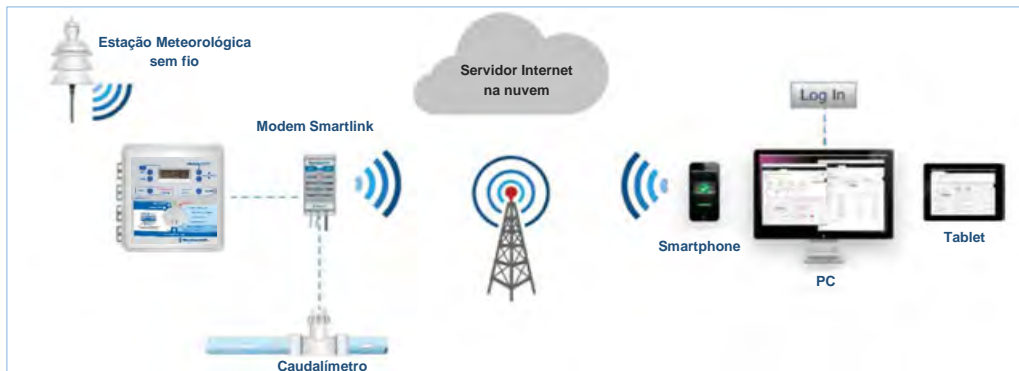 Estação Meteorológica
sem fio
Servidor Internet
na nuvem
Log In
Modem Smartlink
Smartphone
Tablet
PC
Caudalímetro